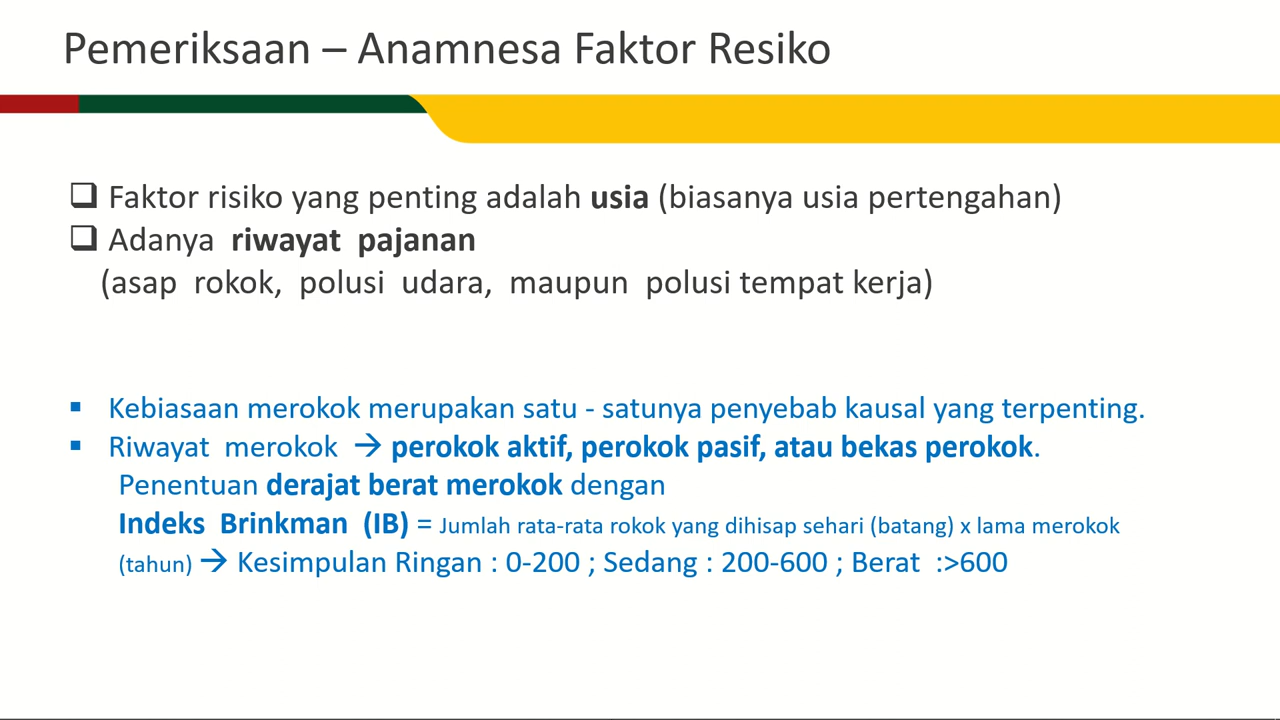 Pemeriksaan – Anamnesa Faktor Resiko
❑ Faktor risiko yang penting adalah usia (biasanya usia pertengahan)
❑ Adanya riwayat pajanan
(asap rokok, polusi udara, maupun polusi tempat kerja)
▪ Kebiasaan merokok merupakan satu - satunya penyebab kausal yang terpenting.
▪ Riwayat merokok → perokok aktif, perokok pasif, atau bekas perokok.
Penentuan derajat berat merokok dengan
Indeks Brinkman (IB) = Jumlah rata-rata rokok yang dihisap sehari (batang) x lama merokok
(tahun) → Kesimpulan Ringan : 0-200 ; Sedang : 200-600 ; Berat :>600